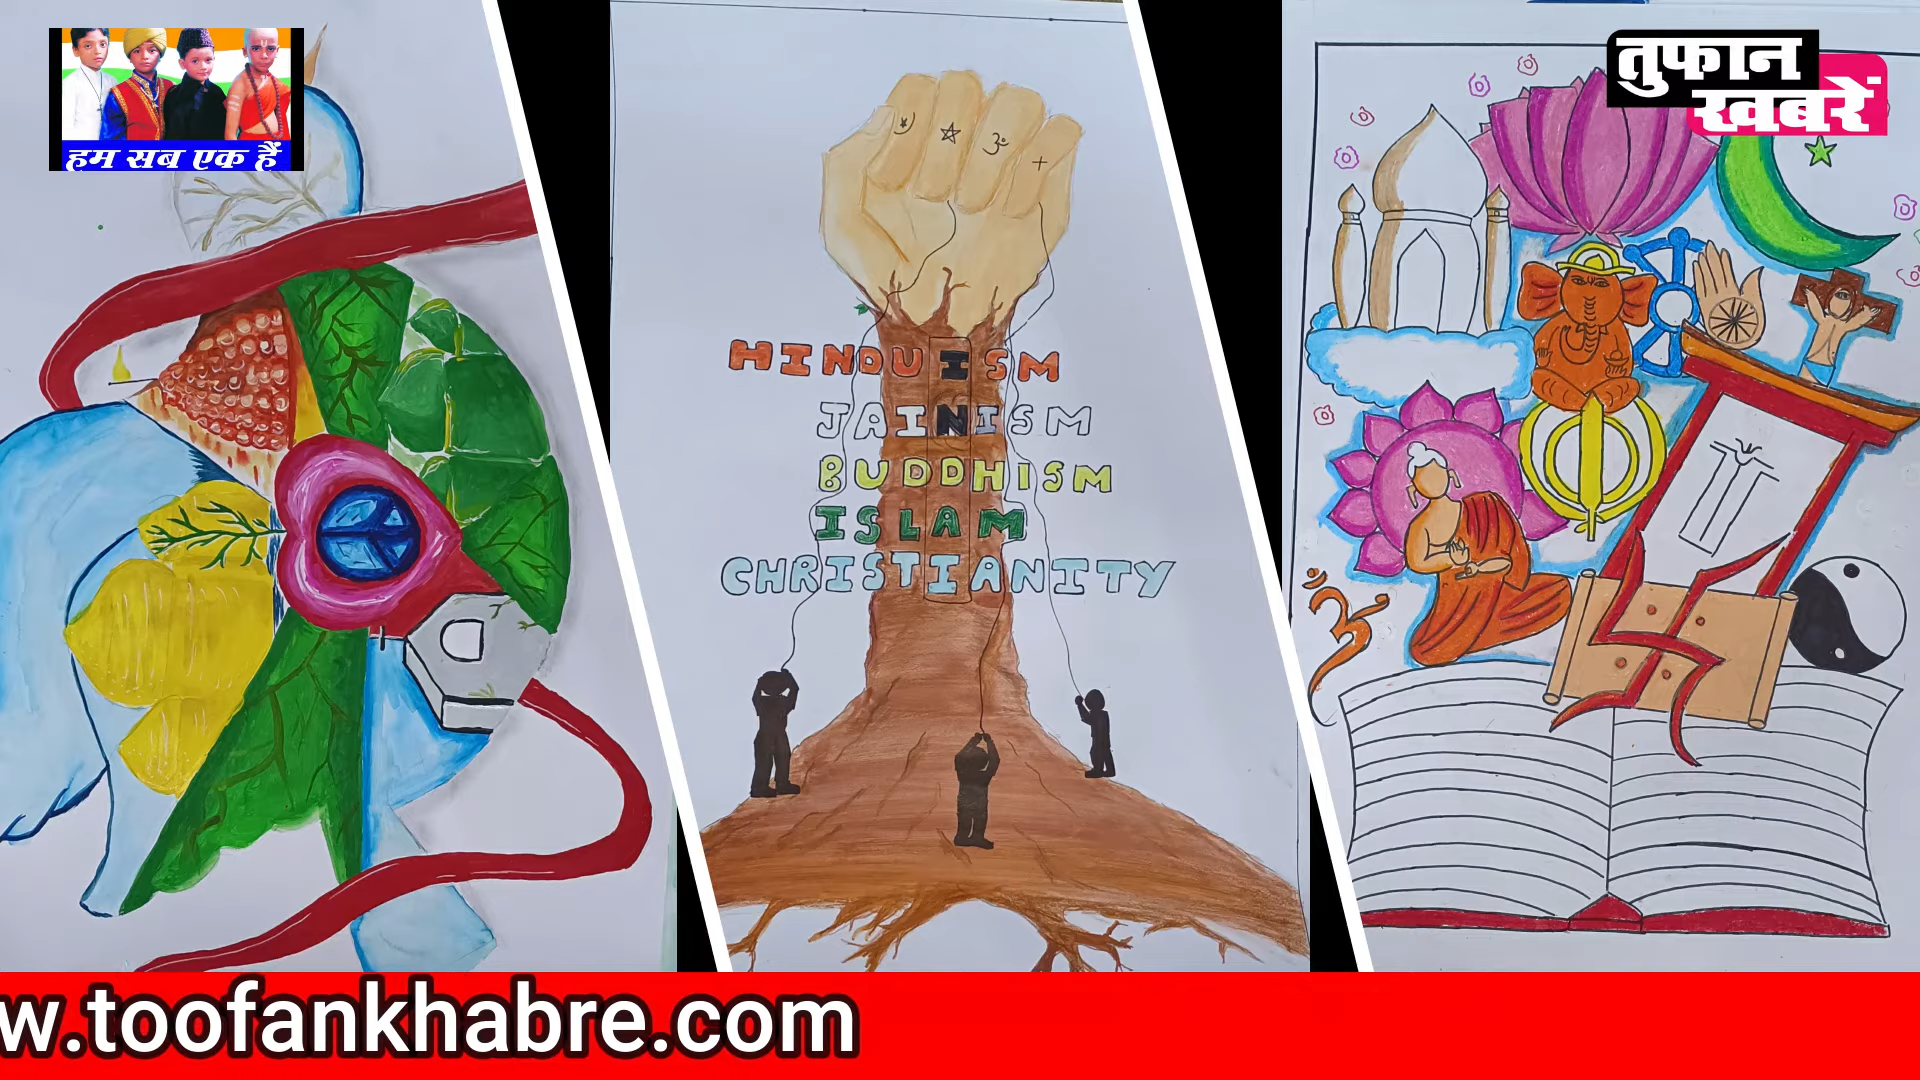 हम सब एक हैं
तुफान
खबरें
HINDUISM
JAINISM
BUDDHISM
ISLAM
CHRISTIANITY
ॐ
ॐ
w.toofankhabre.com